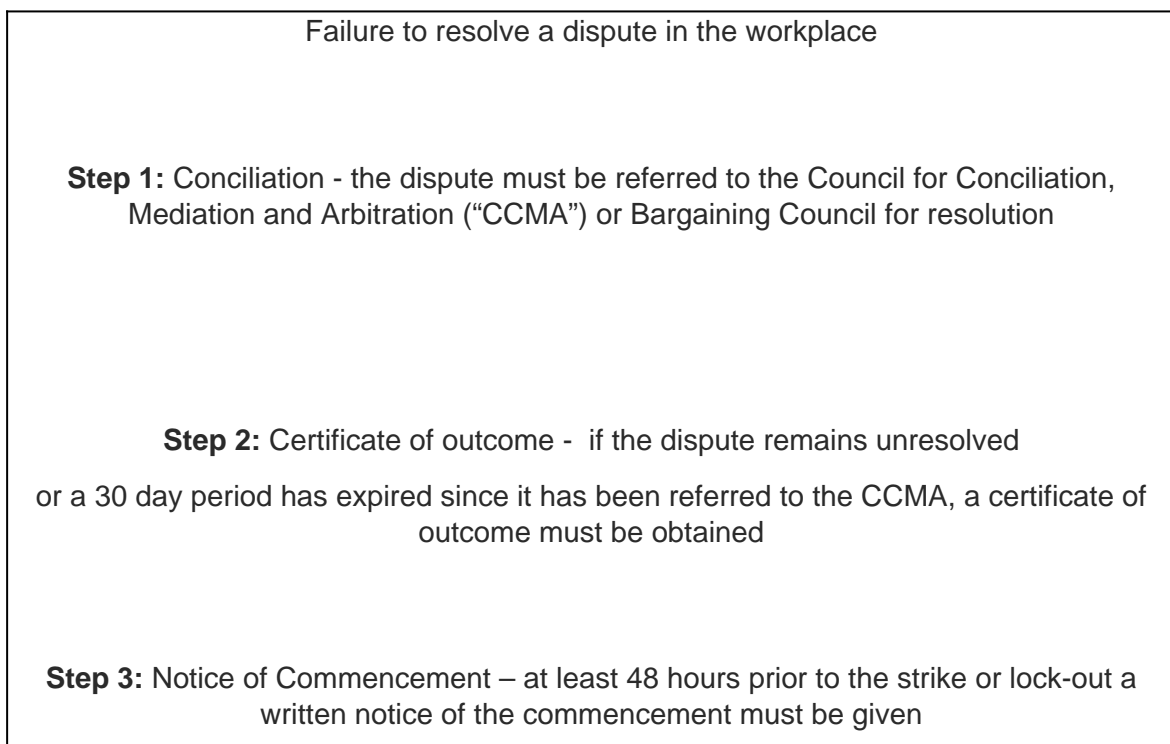 Failure to resolve a dispute in the workplace
Step 1: Conciliation - the dispute must be referred to the Council for Conciliation,
Mediation and Arbitration (“CCMA”) or Bargaining Council for resolution
Step 2: Certificate of outcome - if the dispute remains unresolved
or a 30 day period has expired since it has been referred to the CCMA, a certificate of
outcome must be obtained
Step 3: Notice of Commencement – at least 48 hours prior to the strike or lock-out a
written notice of the commencement must be given